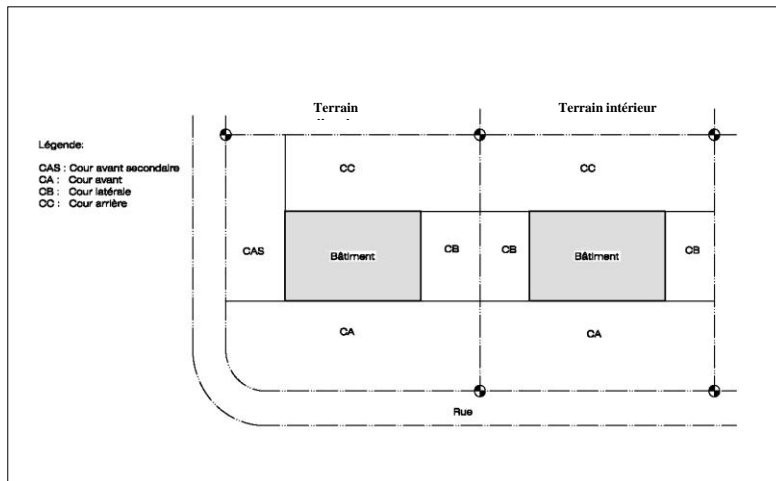 Terrain
Terrain intérieur
Légende:
CAS : Cour avant secondaire
CA : Cour avant
CB : Cour latérale
CC : Cour arrière
CC
CC
CAS
Bâtiment
CB
CB
Bâtiment
CB
CA
CA
Rue